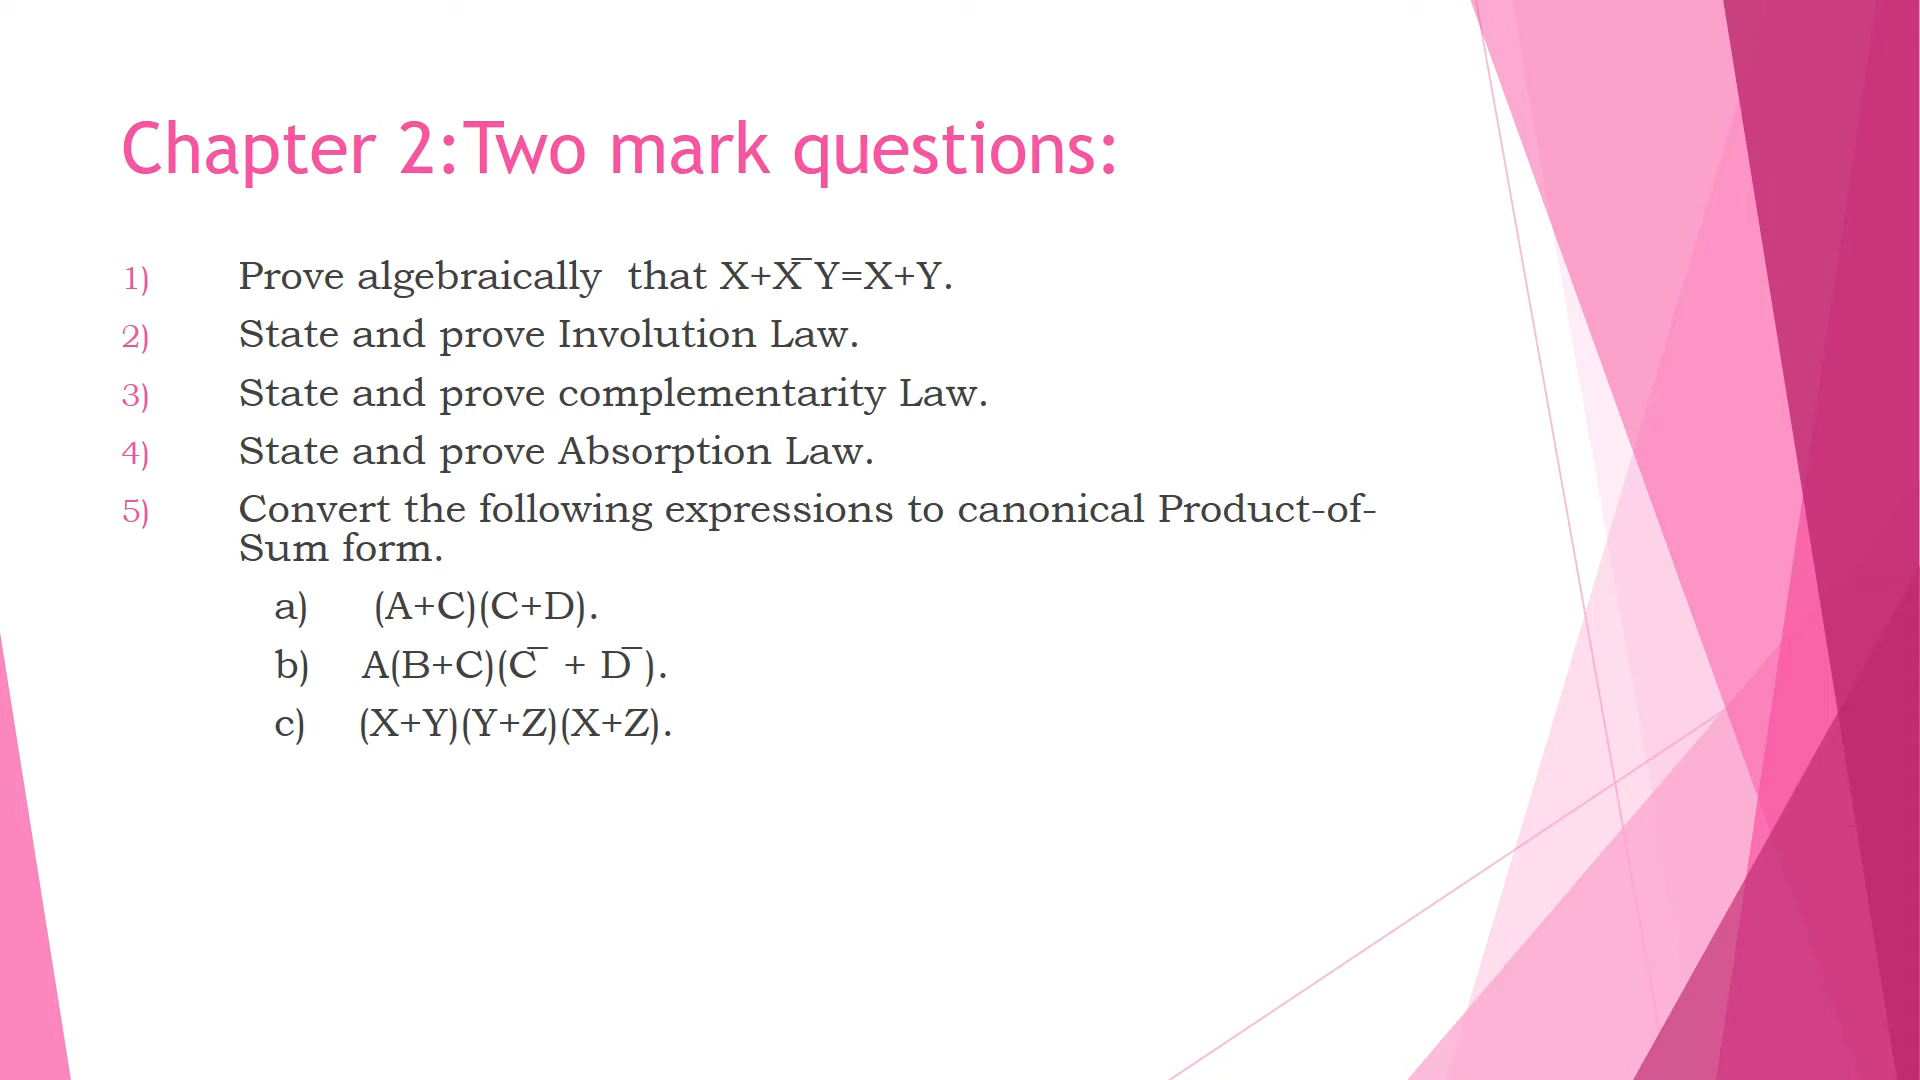 Chapter 2:Two mark questions:
1) Prove algebraically that X+X̅ Y=X+Y.
2) State and prove Involution Law.
3) State and prove complementarity Law.
4) State and prove Absorption Law.
5) Convert the following expressions to canonical Product-of-
Sum form.
a) (A+C)(C+D).
b) A(B+C)(C̅ + D̅ ).
c) (X+Y)(Y+Z)(X+Z).